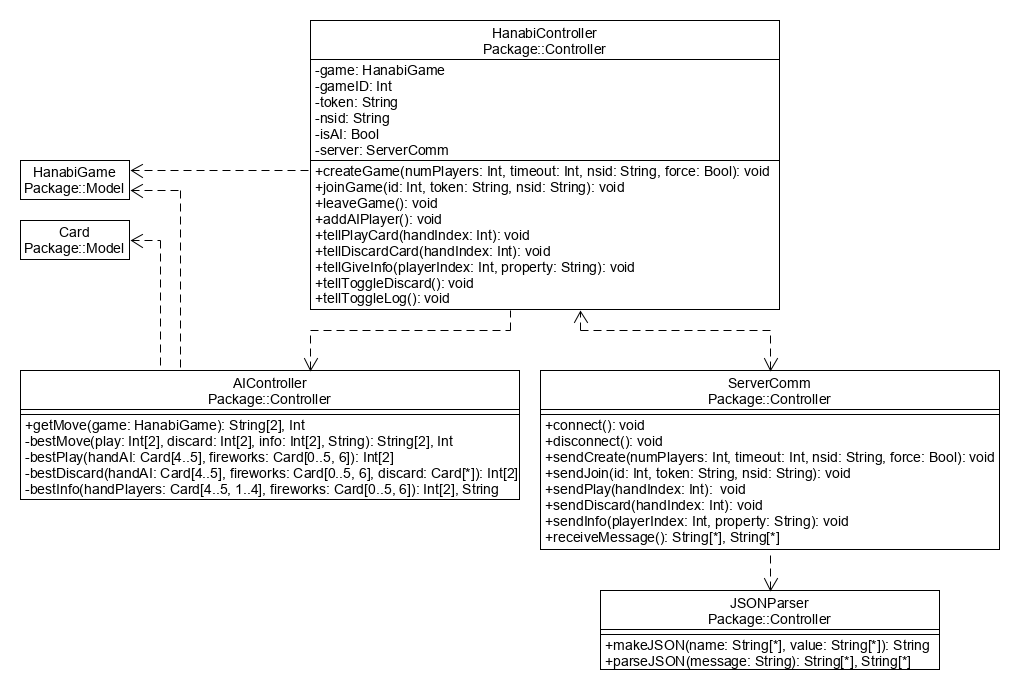 HanabiController
Package::Controller
-game: HanabiGame
-gameID: Int
-token: String
-nsid: String
-isAI: Bool
-server: ServerComm
+createGame(numPlayers: Int, timeout: Int, nsid: String, force: Bool): void
+joinGame(id: Int, token: String, nsid: String): void
+leaveGame(): void
+addAIPlayer(): void
+tellPlayCard(handIndex: Int): void
+tellDiscardCard(handIndex: Int): void
+tellGiveInfo(playerIndex: Int, property: String): void
+tellToggleDiscard(): void
+tellToggleLog(): void
HanabiGame
Package::Model
Card
Package::Model
AIController
Package::Controller
+getMove(game: HanabiGame): String[2], Int
-bestMove(play: Int[2], discard: Int[2], info: Int[2], String): String[2], Int
-bestPlay(handAI: Card[4..5], fireworks: Card[0..5, 6]): Int[2]
-bestDiscard(handAI: Card[4..5], fireworks: Card[0..5, 6], discard: Card[*]): Int[2]
-bestInfo(handPlayers: Card[4..5, 1..4], fireworks: Card[0..5, 6]): Int[2], String
ServerComm
Package::Controller
+connect(): void
+disconnect(): void
+sendCreate(numPlayers: Int, timeout: Int, nsid: String, force: Bool): void
+sendJoin(id: Int, token: String, nsid: String): void
+sendPlay(handIndex: Int): void
+sendDiscard(handIndex: Int): void
+sendInfo(playerIndex: Int, property: String): void
+receiveMessage(): String[*], String[*]
JSONParser
Package::Controller
+makeJSON(name: String[*], value: String[*]): String
+parseJSON(message: String): String[*], String[*]